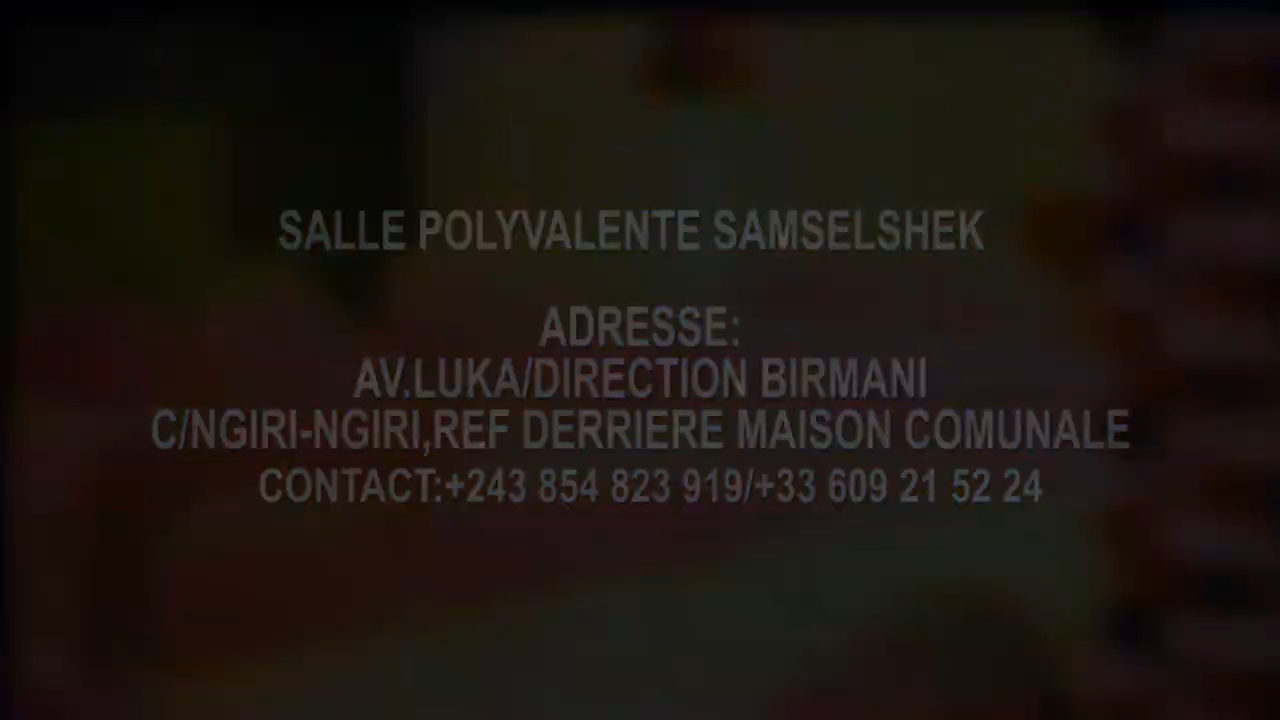 SALLE POLYVALENTE SAMSELSHEK
ADRESSE:
AV.LUKA/DIRECTION BIRMANI
C/NGIRI-NGIRI,REF DERRIERE MAISON COMUNALE
CONTACT:+243 854 823 919/+33 609 21 52 24